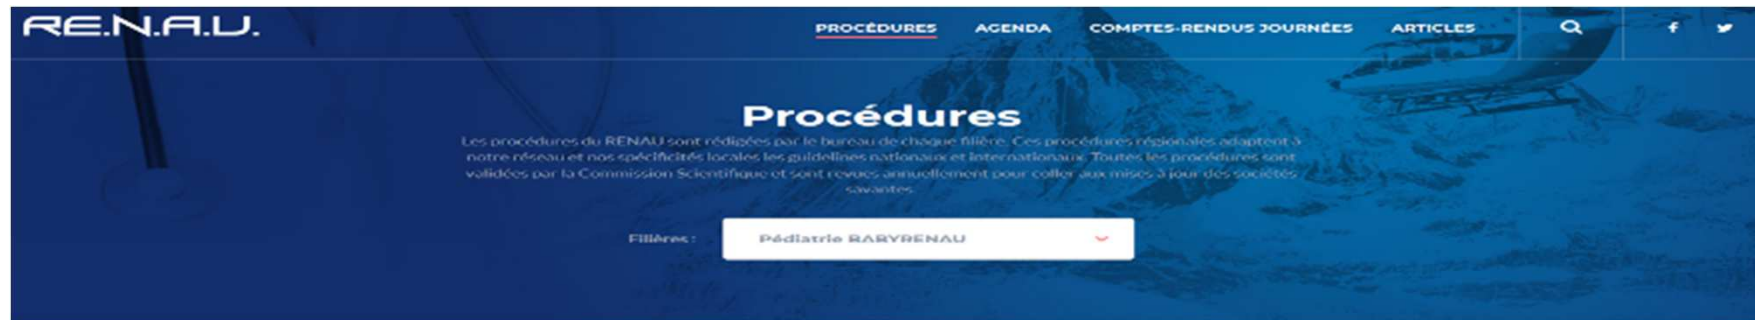 RE.N.A.U.
PROCÉDURES AGENDA COMPTES-RENDUS JOURNÉES ARTICLES
Procédures
Les procédures du RENAU sont rédigées par le bureau de chaque filière. Ces procédures régionales adaptent à
notre réseau et nos spécificités locales les guidelines nationaux et internationaux. Toutes les procédures sont
validées par la Commission Scientifique et sont revues annuellement pour coller aux mises à jour des sociétés
savantes.
Filières :
Pédiatrie BABYRENAU